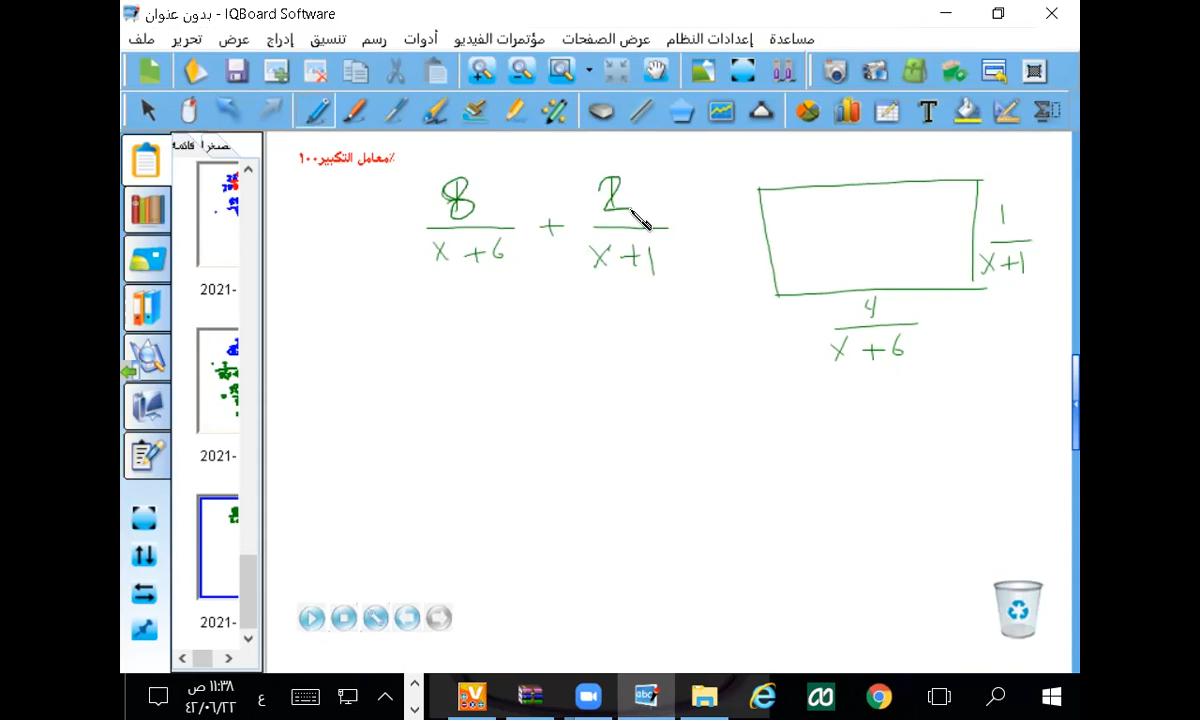 بدون عنوان - IQBoard Software
ملف تحرير عرض إدراج تنسيق رسم أدوات مؤتمرات الفيديو عرض الصفحات إعدادات النظام مساعدة
معامل التكبير١٠٠٪
8/(x+6) + 2/(x+1)
1/(x+1)
4/(x+6)
2021-
2021-
2021-
١١:٣٨ ص
٤٢/٠٦/٢٢
ع
abc